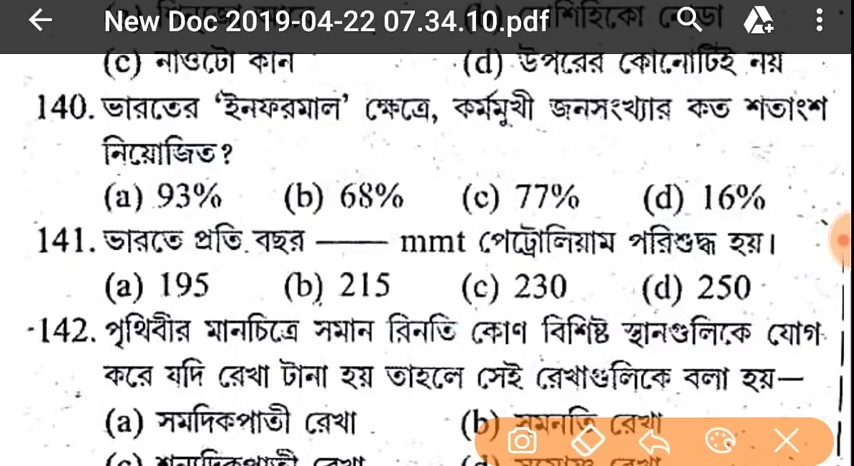 New Doc 2019-04-22 07.34.10.pdf
(c) নাওটো কান (d) উপরের কোনোটিই নয়
140. ভারতের ‘ইনফরমাল’ ক্ষেত্রে, কর্মমুখী জনসংখ্যার কত শতাংশ
নিয়োজিত?
(a) 93% (b) 68% (c) 77% (d) 16%
141. ভারতে প্রতি বছর —— mmt পেট্রোলিয়াম পরিশুদ্ধ হয়।
(a) 195 (b) 215 (c) 230 (d) 250
142. পৃথিবীর মানচিত্রে সমান বিনতি কোণ বিশিষ্ট স্থানগুলিকে যোগ
করে যদি রেখা টানা হয় তাহলে সেই রেখাগুলিকে বলা হয়—
(a) সমদিকপাতী রেখা (b) সমনতি রেখা